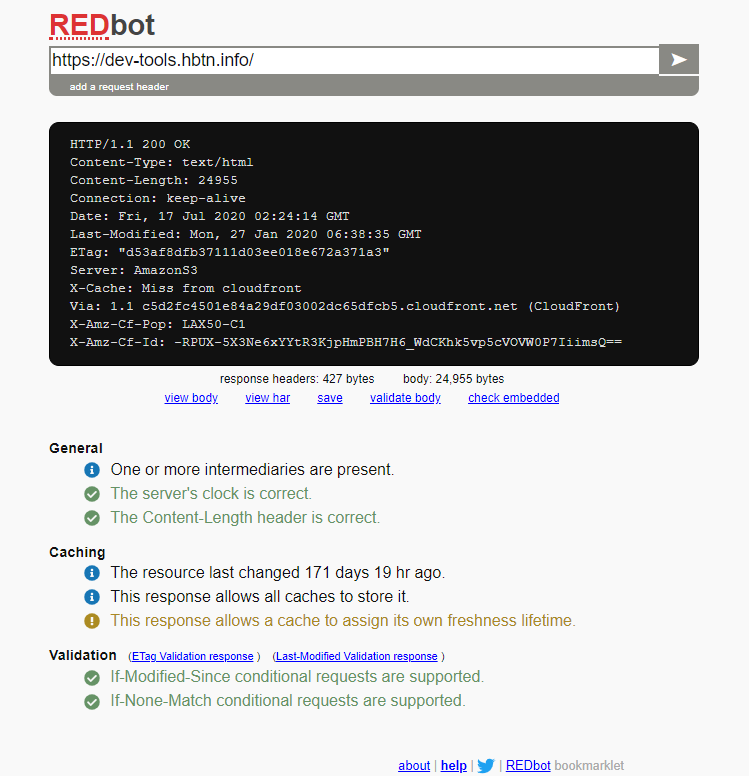 REDbot
https://dev-tools.hbtn.info/
add a request header
HTTP/1.1 200 OK
Content-Type: text/html
Content-Length: 24955
Connection: keep-alive
Date: Fri, 17 Jul 2020 02:24:14 GMT
Last-Modified: Mon, 27 Jan 2020 06:38:35 GMT
ETag: "d53af8dfb37111d03ee018e672a371a3"
Server: AmazonS3
X-Cache: Miss from cloudfront
Via: 1.1 c5d2fc4501e84a29df03002dc65dfcb5.cloudfront.net (CloudFront)
X-Amz-Cf-Pop: LAX50-C1
X-Amz-Cf-Id: -RPUX-5X3Ne6xYYtR3KjpHmPBH7H6_WdCKhk5vp5cVOVW0P7IiimsQ==
response headers: 427 bytes body: 24,955 bytes
view body view har save validate body check embedded
General
One or more intermediaries are present.
The server's clock is correct.
The Content-Length header is correct.
Caching
The resource last changed 171 days 19 hr ago.
This response allows all caches to store it.
This response allows a cache to assign its own freshness lifetime.
Validation (ETag Validation response ) (Last-Modified Validation response )
If-Modified-Since conditional requests are supported.
If-None-Match conditional requests are supported.
about | help | | REDbot bookmarklet